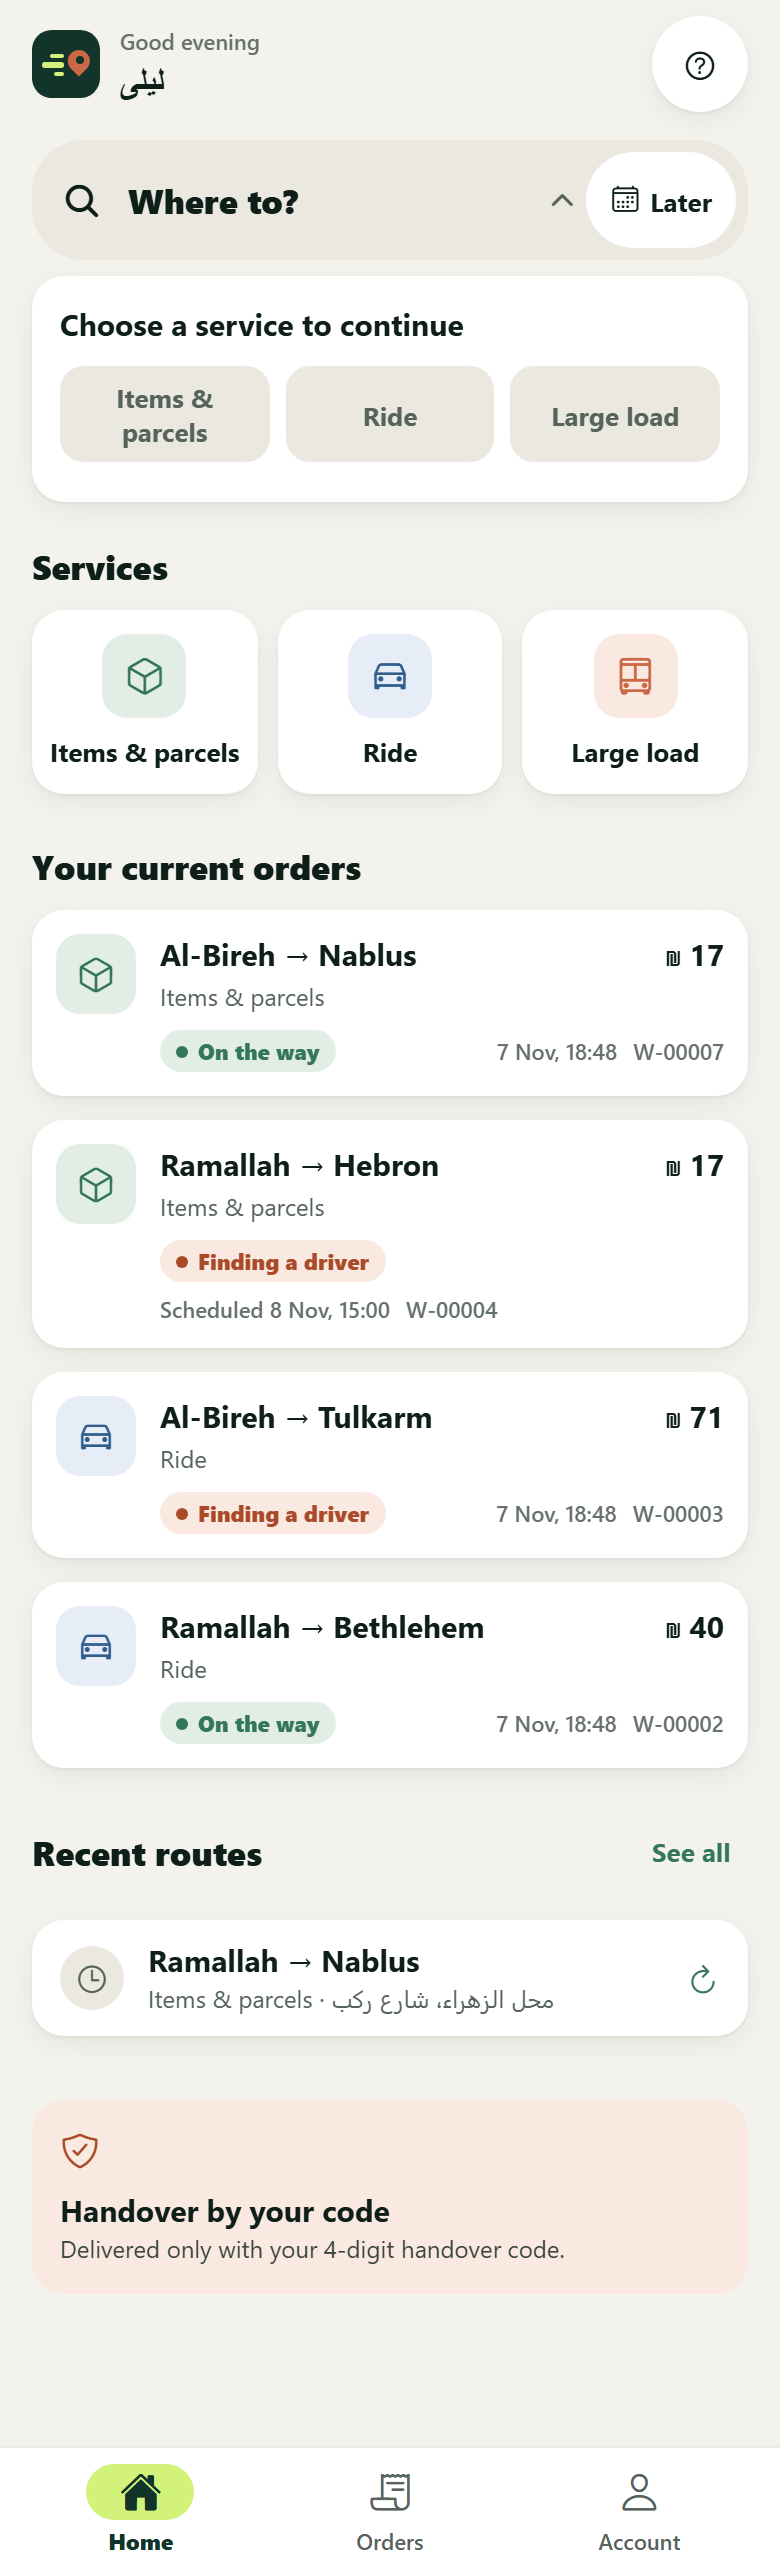 Good evening
ليلى
Where to?
Later
Choose a service to continue
Items &
parcels
Ride
Large load
Services
Items & parcels
Ride
Large load
Your current orders
Al-Bireh → Nablus
₪ 17
Items & parcels
On the way
7 Nov, 18:48 W-00007
Ramallah → Hebron
₪ 17
Items & parcels
Finding a driver
Scheduled 8 Nov, 15:00 W-00004
Al-Bireh → Tulkarm
₪ 71
Ride
Finding a driver
7 Nov, 18:48 W-00003
Ramallah → Bethlehem
₪ 40
Ride
On the way
7 Nov, 18:48 W-00002
Recent routes
See all
Ramallah → Nablus
Items & parcels · محل الزهراء، شارع ركب
Handover by your code
Delivered only with your 4-digit handover code.
Home
Orders
Account